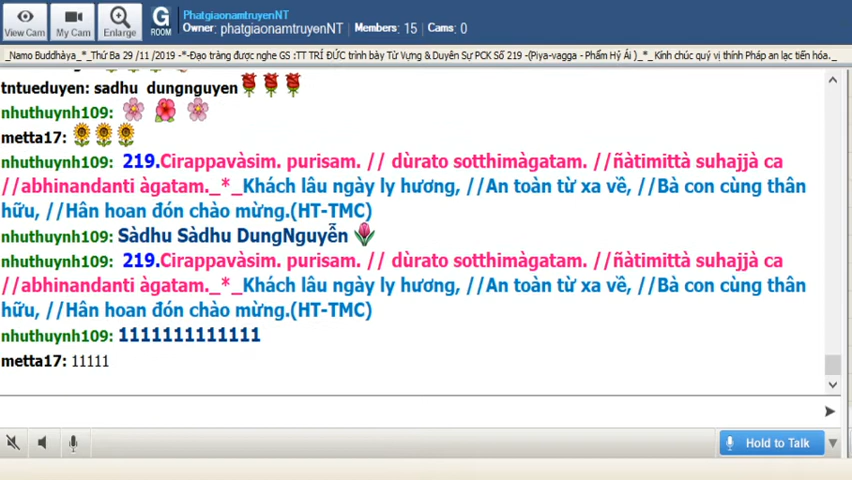 PhatgiaonamtruyenNT
Owner: phatgiaonamtruyenNT Members: 15 Cams: 0
View Cam My Cam Enlarge G ROOM
_Namo Buddhàya_*_Thứ Ba 29 /11 /2019 -*-Đạo tràng được nghe GS :TT TRÍ ĐỨC trình bày Từ Vựng & Duyên Sự PCK Số 219 -(Piya-vagga - Phẩm Hỷ Ái )_*_ Kính chúc quý vị thính Pháp an lạc tiến hóa._
tntueduyen: sadhu dungnguyen
nhuthuynh109:
metta17:
nhuthuynh109: 219.Cirappavàsim. purisam. // dùrato sotthimàgatam. //ñàtimittà suhajjà ca
//abhinandanti àgatam._*_Khách lâu ngày ly hương, //An toàn từ xa về, //Bà con cùng thân
hữu, //Hân hoan đón chào mừng.(HT-TMC)
nhuthuynh109: Sàdhu Sàdhu DungNguyễn
nhuthuynh109: 219.Cirappavàsim. purisam. // dùrato sotthimàgatam. //ñàtimittà suhajjà ca
//abhinandanti àgatam._*_Khách lâu ngày ly hương, //An toàn từ xa về, //Bà con cùng thân
hữu, //Hân hoan đón chào mừng.(HT-TMC)
nhuthuynh109: 1111111111111
metta17: 11111
Hold to Talk